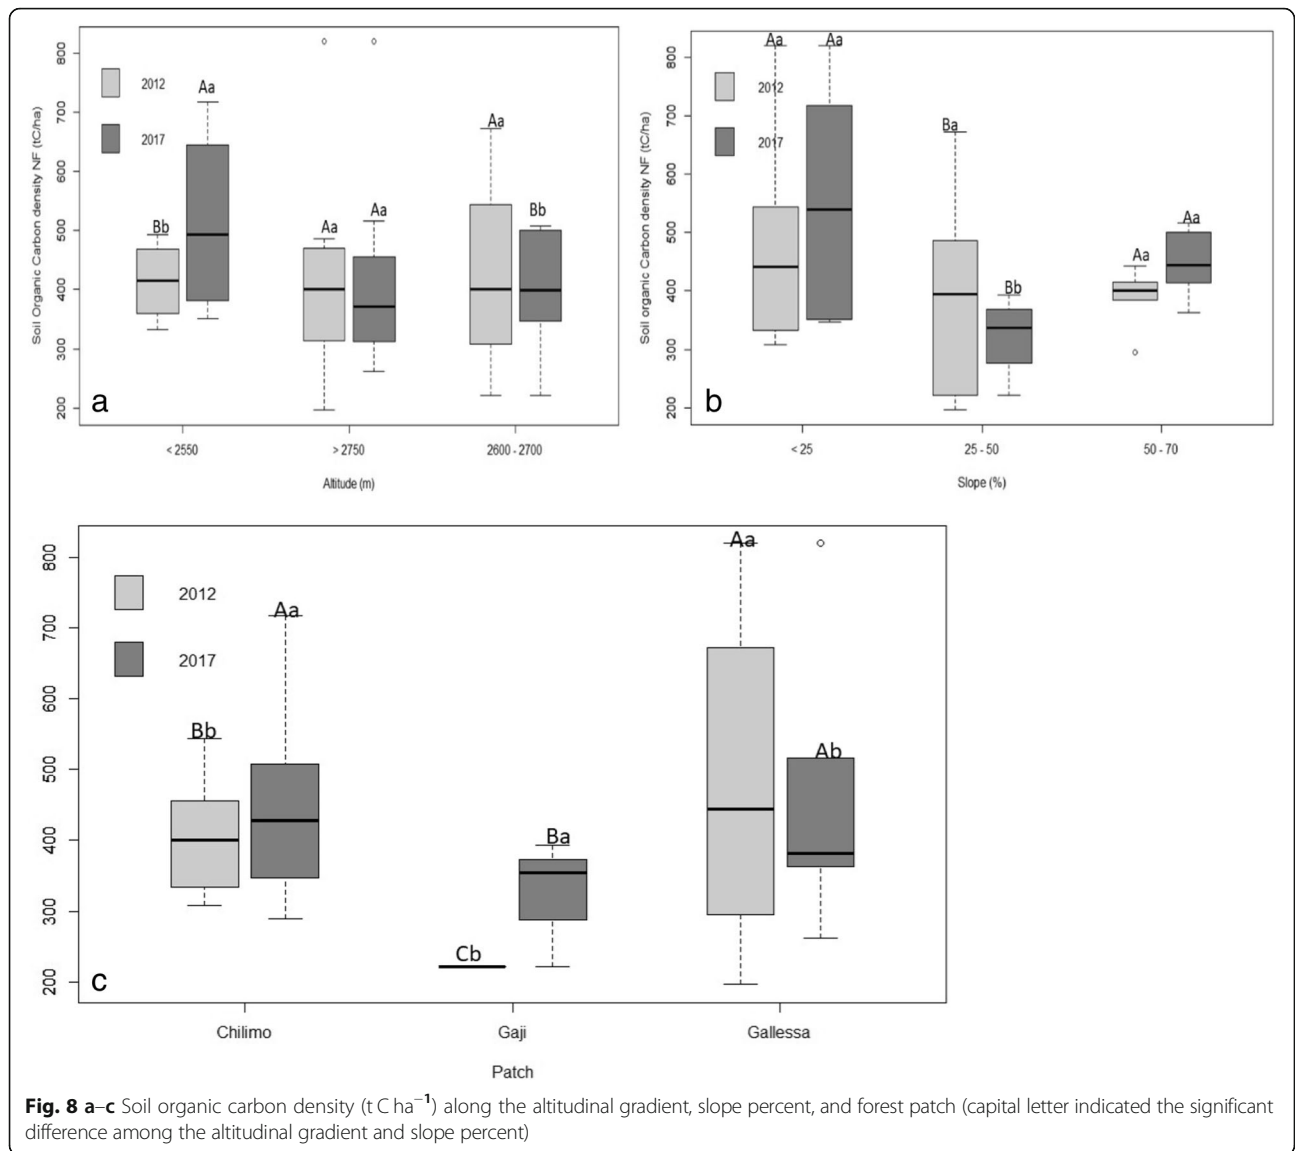 Soil Organic Carbon density NF (tC/ha)
800
700
600
500
400
300
200
2012
2017
Bb
Aa
Aa
Aa
Aa
Bb
a
< 2550
> 2750
2600 - 2700
Altitude (m)
Soil organic Carbon density NF (tC/ha)
800
700
600
500
400
300
200
2012
2017
Aa
Aa
Ba
Bb
Aa
Aa
b
< 25
25 - 50
50 - 70
Slope (%)
800
700
600
500
400
300
200
2012
2017
Bb
Aa
Cb
Ba
Aa
Ab
c
Chilimo
Gaji
Gallessa
Patch
Fig. 8 a–c Soil organic carbon density (t C ha⁻¹) along the altitudinal gradient, slope percent, and forest patch (capital letter indicated the significant
difference among the altitudinal gradient and slope percent)